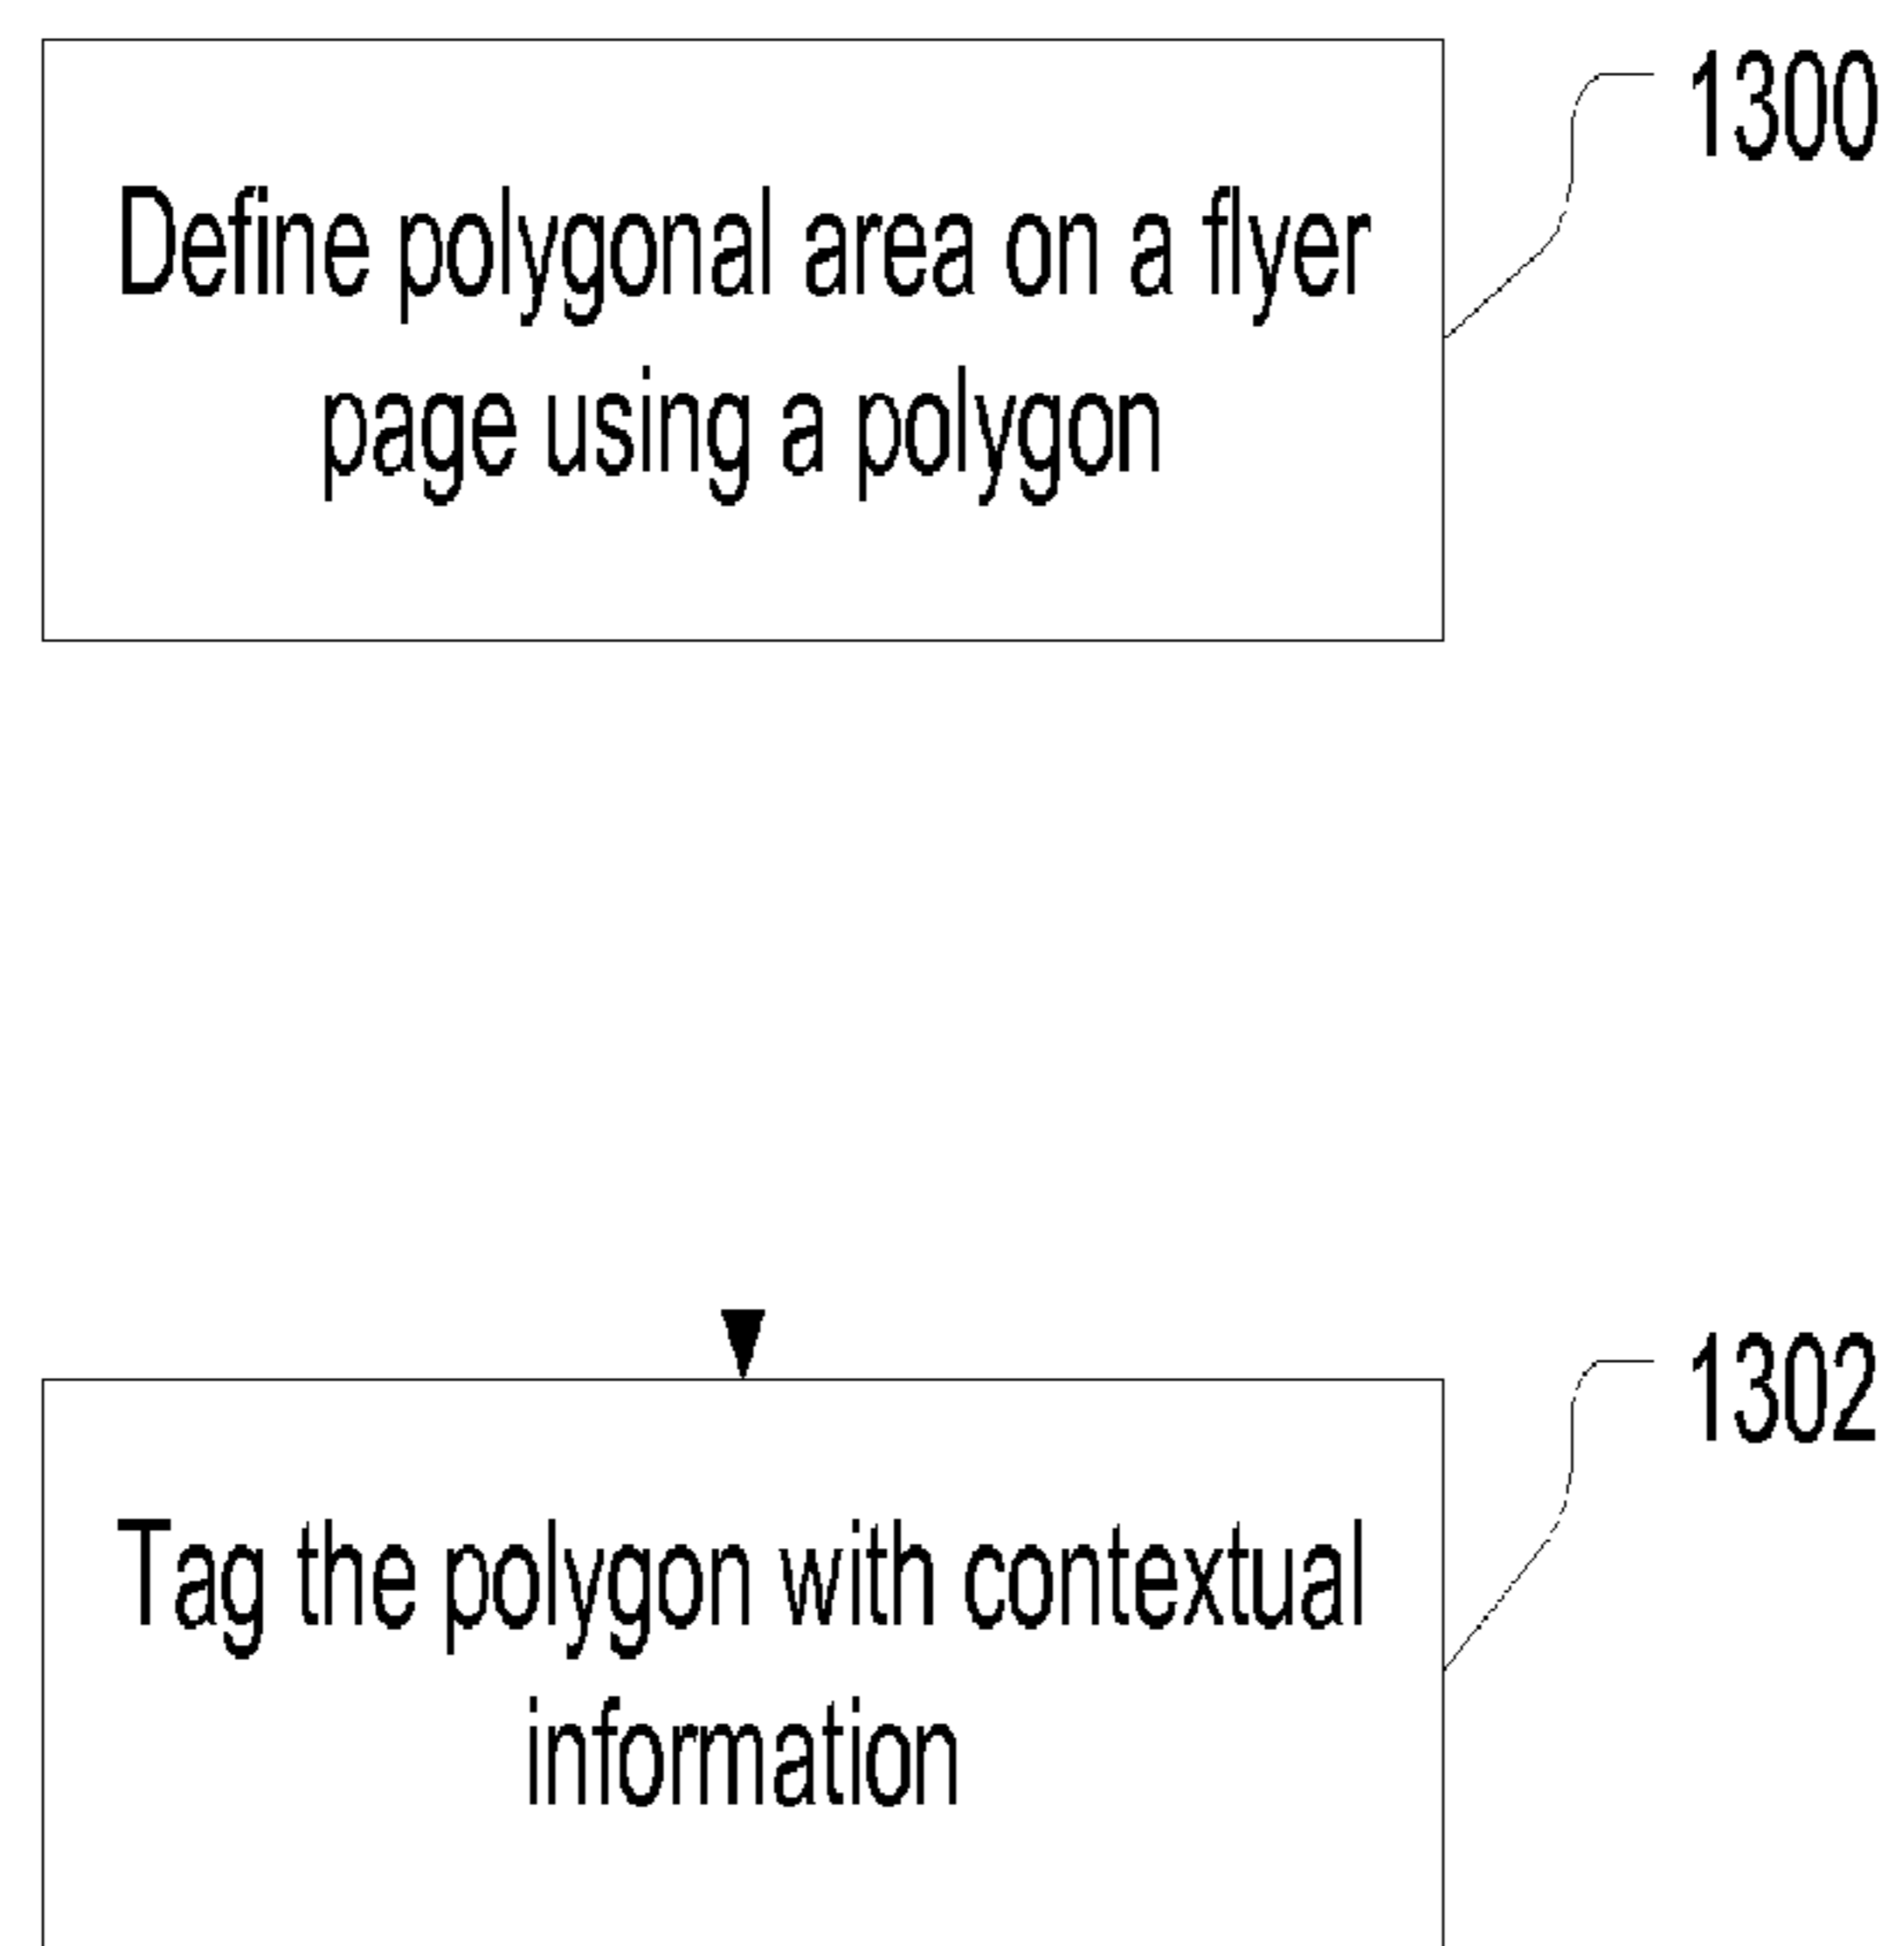 1300
Define polygonal area on a flyer
page using a polygon
1302
Tag the polygon with contextual
information